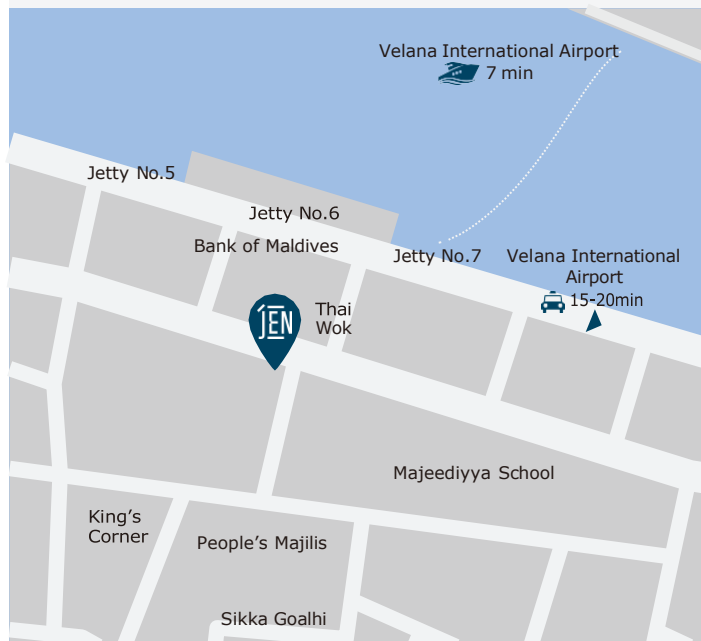 Velana International Airport
7 min
Jetty No.5
Jetty No.6
Bank of Maldives
Jetty No.7
Velana International
Airport
15-20min
JEN
Thai
Wok
Majeediyya School
King’s
Corner
People’s Majilis
Sikka Goalhi